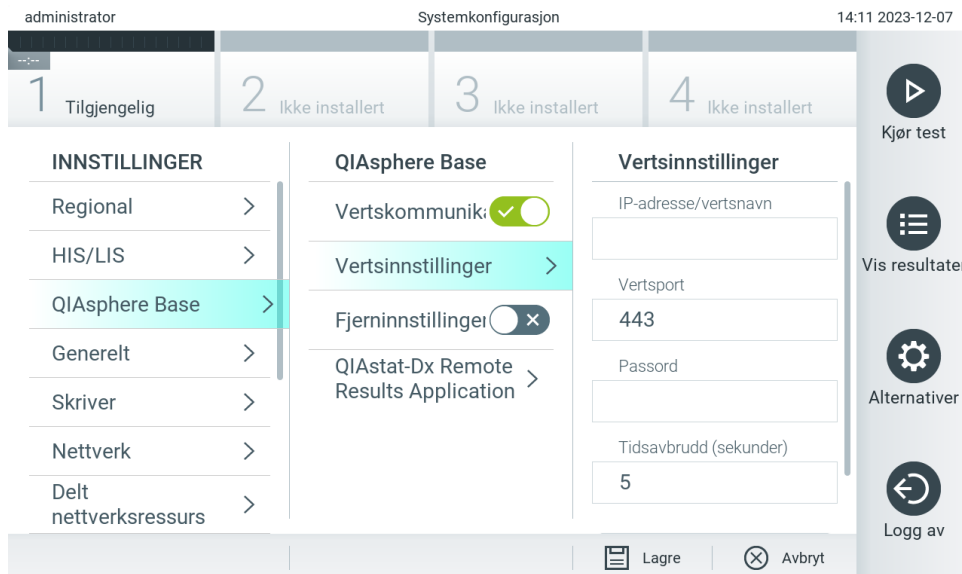 administrator
Systemkonfigurasjon
14:11 2023-12-07
--:--
1 Tilgjengelig
2 Ikke installert
3 Ikke installert
4 Ikke installert
INNSTILLINGER
Regional
HIS/LIS
QIAsphere Base
Generelt
Skriver
Nettverk
Delt
nettverksressurs
QIAsphere Base
Vertskommunika
Vertsinnstillinger
Fjerninnstillinger
QIAstat-Dx Remote
Results Application
Vertsinnstillinger
IP-adresse/vertsnavn
Vertsport
443
Passord
Tidsavbrudd (sekunder)
5
Lagre
Avbryt
Kjør test
Vis resultater
Alternativer
Logg av